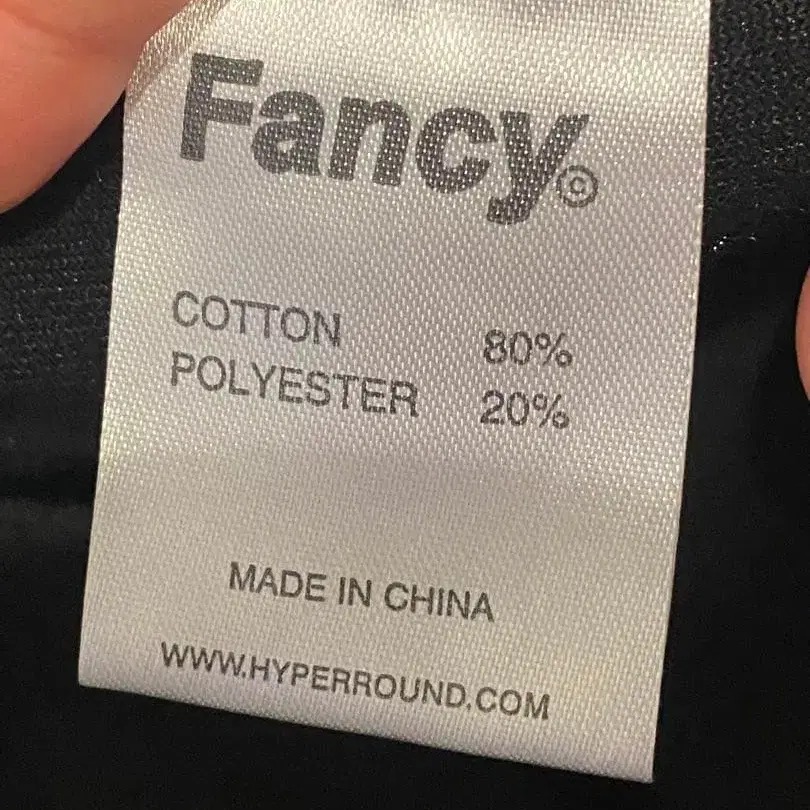 Fancy©
COTTON 80%
POLYESTER 20%
MADE IN CHINA
WWW.HYPERROUND.COM